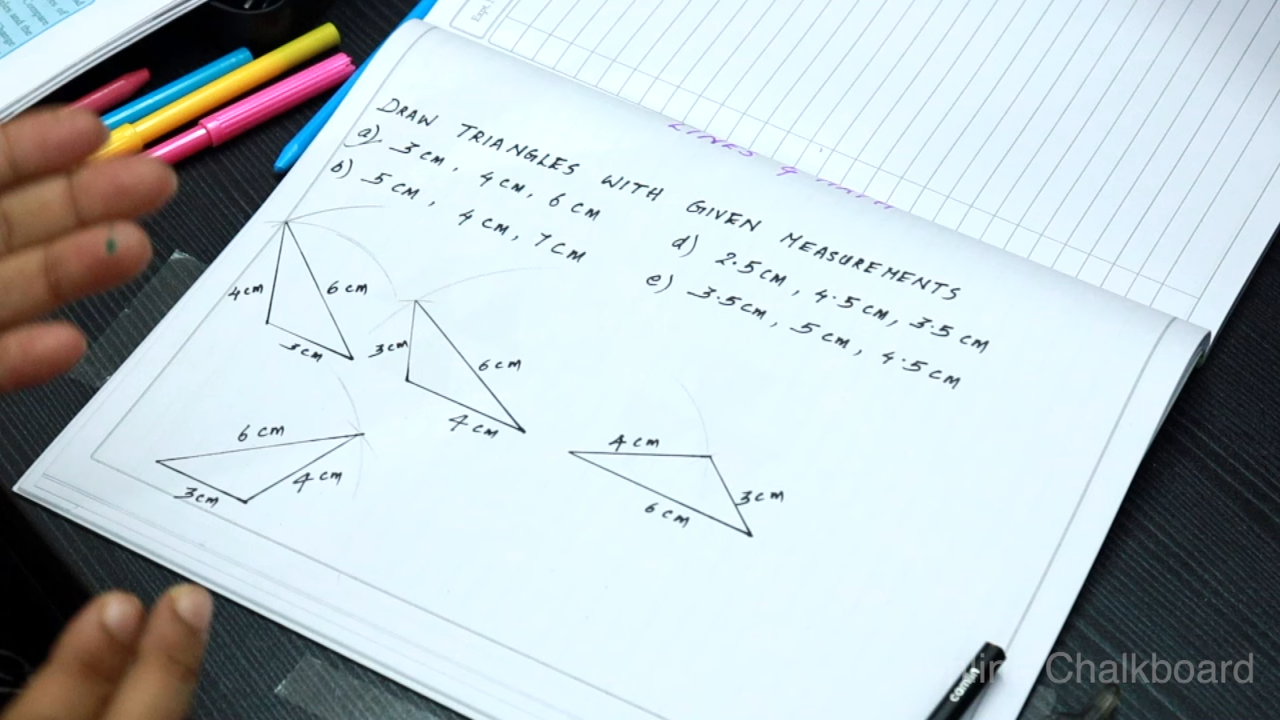 DRAW TRIANGLES WITH GIVEN MEASUREMENTS
a) 3 cm, 4 cm, 6 cm
b) 5 cm, 4 cm, 7 cm
d) 2.5 cm, 4.5 cm, 3.5 cm
e) 3.5 cm, 5 cm, 4.5 cm
4 cm
6 cm
3 cm
3 cm
6 cm
4 cm
6 cm
4 cm
3 cm
4 cm
3 cm
6 cm
LINES &
Chalkboard